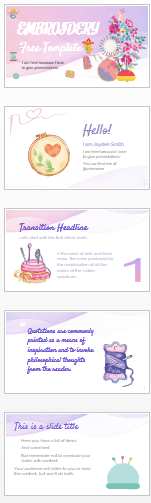 EMBROIDERY
Free Template
I am here because I love
to give presentations.
Hello!
I am Jayden Smith
I am here because I love
to give presentations.
You can find me at
@username
Transition Headline
Let's start with the first set of slides
1
Quotations are commonly
printed as a means of
inspiration and to invoke
philosophical thoughts
from the reader.
This is a slide title
Here you have a list of items
And some text
But remember not to overload your
slides with content
Your audience will listen to you or read
the content, but won't do both.